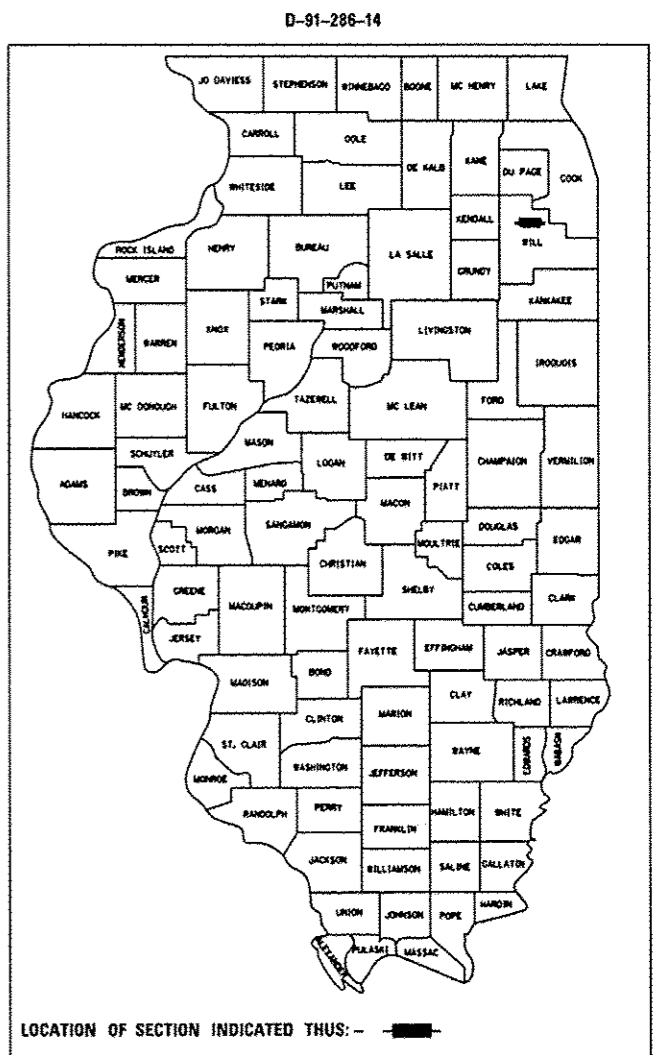 D-91-286-14
JO DAVIESS STEPHENSON WINNEBAGO BOONE MC HENRY LAKE
CARROLL OGLE DE KALB KANE DU PAGE COOK
WHITESIDE LEE KENDALL WILL
ROCK ISLAND HENRY BUREAU LA SALLE GRUNDY
MERCER PUTNAM KANKAKEE
HENDERSON WARREN KNOX STARK MARSHALL LIVINGSTON
PEORIA WOODFORD IROQUOIS
HANCOCK MC DONOUGH FULTON TAZEWELL MC LEAN FORD
SCHUYLER MASON LOGAN DE WITT CHAMPAIGN VERMILION
ADAMS BROWN CASS MENARD MACON PIATT
PIKE SCOTT MORGAN SANGAMON CHRISTIAN MOULTRIE DOUGLAS EDGAR
COLES
CALHOUN GREENE MACOUPIN MONTGOMERY SHELBY CUMBERLAND CLARK
JERSEY FAYETTE EFFINGHAM JASPER CRAWFORD
MADISON BOND CLAY RICHLAND LAWRENCE
CLINTON MARION
ST. CLAIR WAYNE EDWARDS WABASH
MONROE WASHINGTON JEFFERSON
RANDOLPH PERRY HAMILTON WHITE
FRANKLIN
JACKSON WILLIAMSON SALINE GALLATIN
UNION JOHNSON POPE HARDIN
ALEXANDER PULASKI MASSAC
LOCATION OF SECTION INDICATED THUS: -